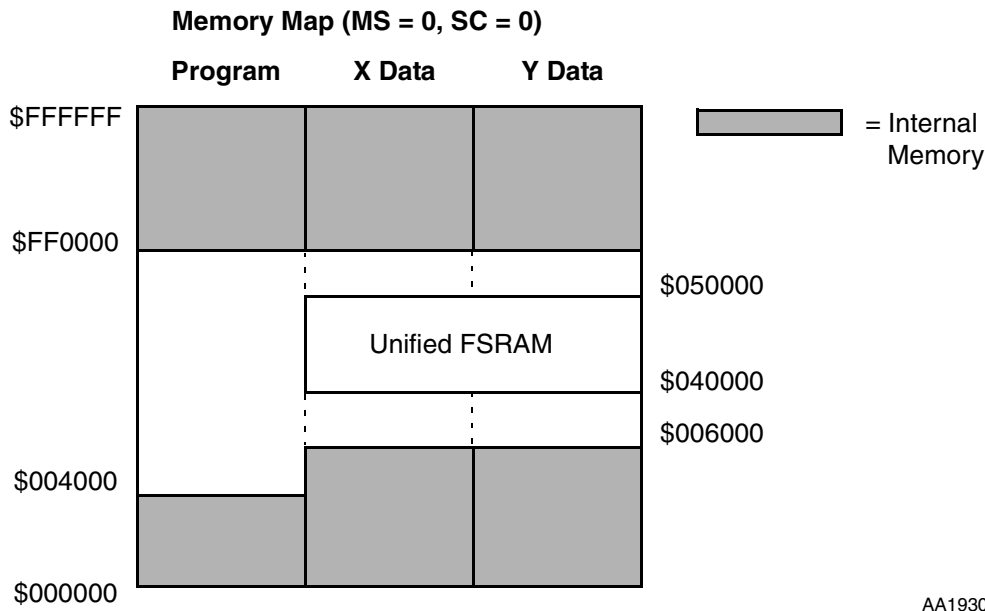 Memory Map (MS = 0, SC = 0)
Program X Data Y Data
$FFFFFF
= Internal
Memory
$FF0000
$050000
Unified FSRAM
$040000
$006000
$004000
$000000
AA1930